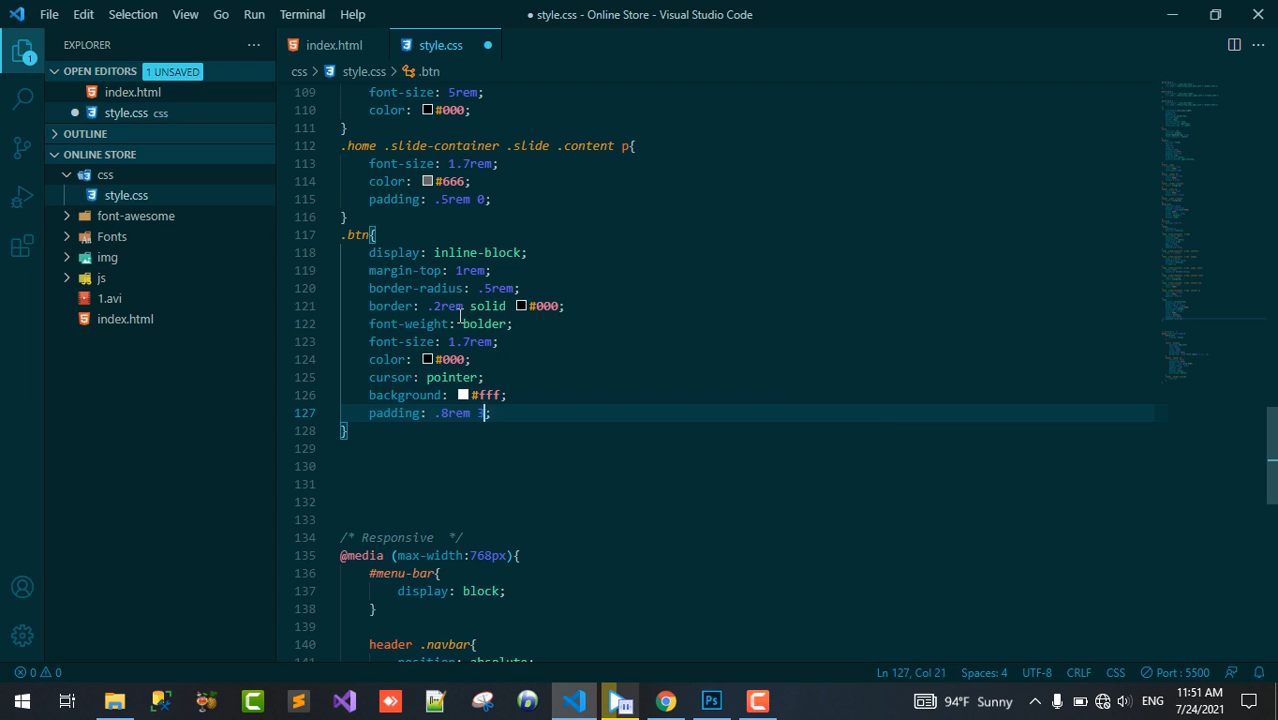 File Edit Selection View Go Run Terminal Help
● style.css - Online Store - Visual Studio Code
EXPLORER
index.html
style.css
OPEN EDITORS 1 UNSAVED
css > style.css > .btn
index.html
style.css css
OUTLINE
ONLINE STORE
css
style.css
font-awesome
Fonts
img
js
1.avi
index.html
109 font-size: 5rem;
110 color: #000;
111 }
112 .home .slide-container .slide .content p{
113 font-size: 1.7rem;
114 color: #666;
115 padding: .5rem 0;
116 }
117 .btn{
118 display: inline-block;
119 margin-top: 1rem;
120 border-radius: .5rem;
121 border: .2rem solid #000;
122 font-weight: bolder;
123 font-size: 1.7rem;
124 color: #000;
125 cursor: pointer;
126 background: #fff;
127 padding: .8rem 3;
128 }
129
130
131
132
133
134 /* Responsive */
135 @media (max-width:768px){
136 #menu-bar{
137 display: block;
138 }
139
140 header .navbar{
141 position: absolute;
0 0 Ln 127, Col 21 Spaces: 4 UTF-8 CRLF CSS Port : 5500
94°F Sunny ENG 11:51 AM
7/24/2021